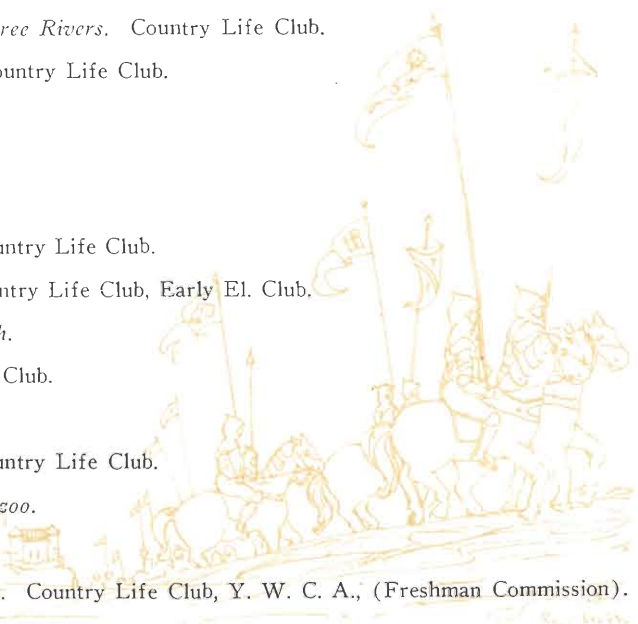 ree Rivers. Country Life Club.
ountry Life Club.
untry Life Club.
ntry Life Club, Early El. Club.
h.
Club.
untry Life Club.
zoo.
. Country Life Club, Y. W. C. A., (Freshman Commission).